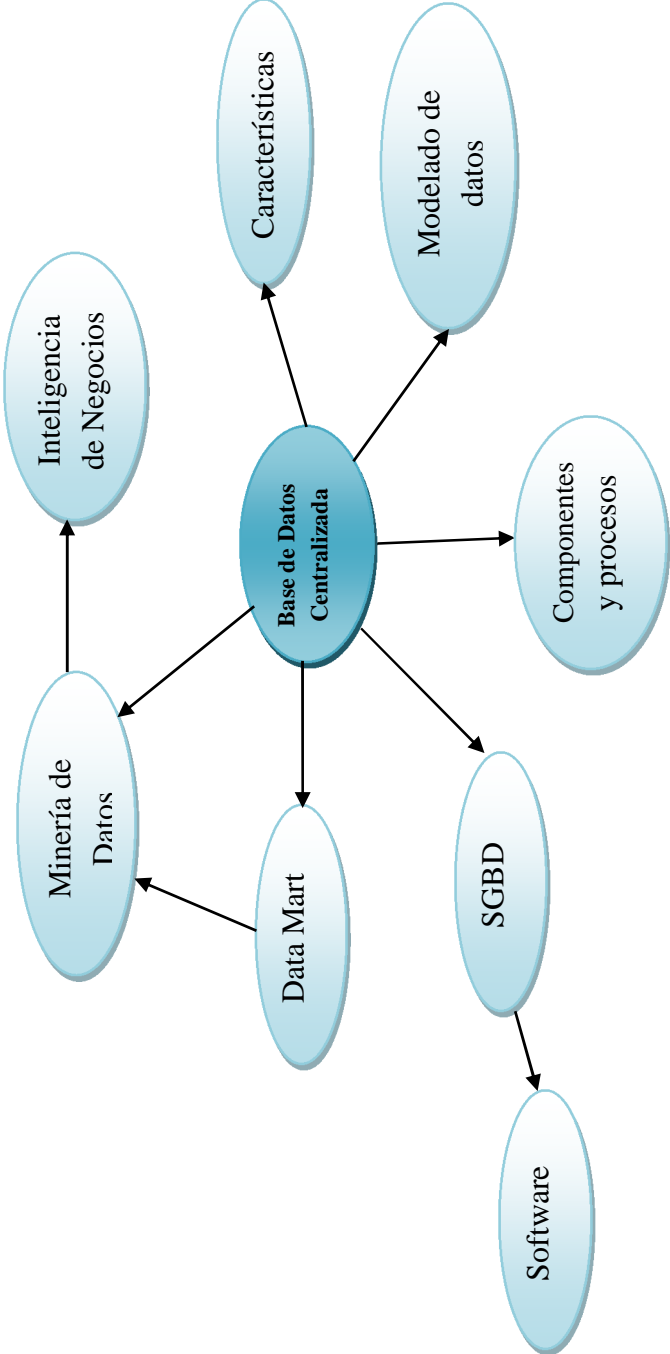 Software
SGBD
Data Mart
Minería de
Datos
Componentes
y procesos
Base de Datos
Centralizada
Inteligencia
de Negocios
Modelado de
datos
Características